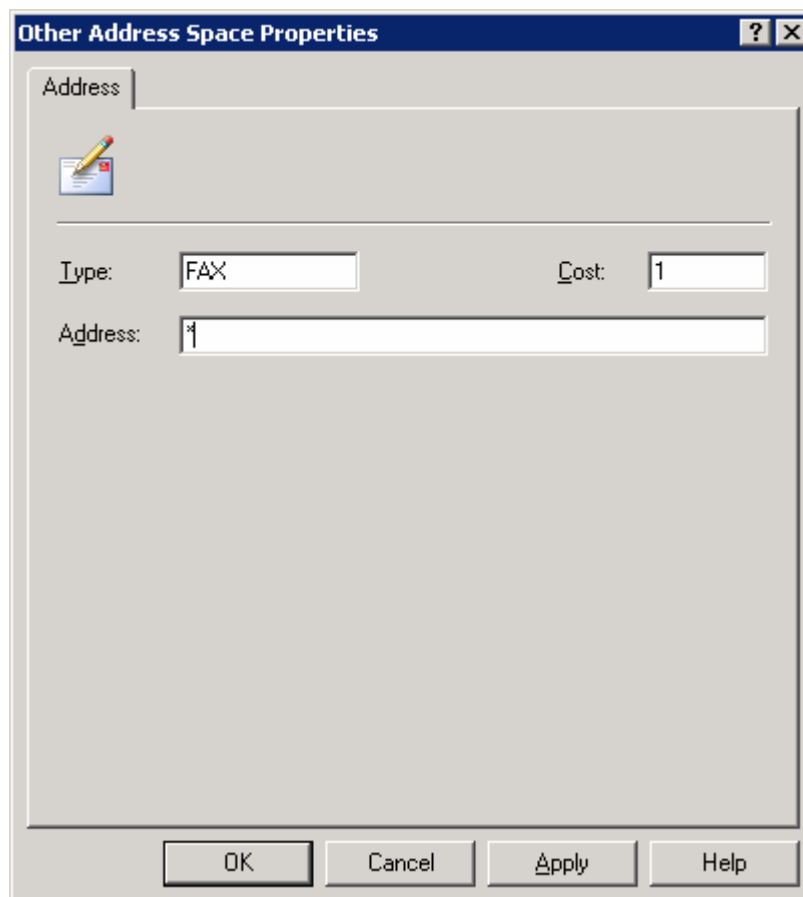 Other Address Space Properties
Address
Type: FAX Cost: 1
Address: *
OK Cancel Apply Help